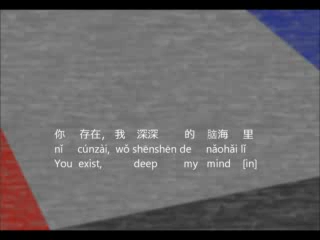 你 存在，我 深深 的 脑海 里
nǐ cúnzài, wǒ shēnshēn de nǎohǎi lǐ
You exist, deep my mind [in]